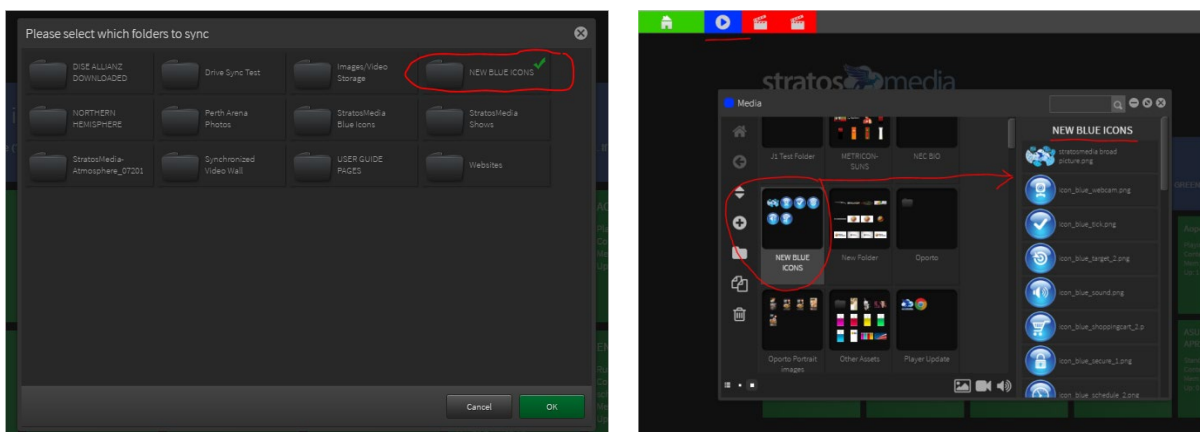 Please select which folders to sync
DISE ALLIANZ
DOWNLOADED
Drive Sync Test
Images/Video
Storage
NEW BLUE ICONS
NORTHERN
HEMISPHERE
Perth Arena
Photos
StratosMedia
Blue Icons
StratosMedia
Shows
StratosMedia-
Atmosphere_07201
Synchronized
Video Wall
USER GUIDE
PAGES
Websites
Cancel
OK
stratos media
Media
J1 Test Folder
METRICON-
SUNS
NEC BIO
NEW BLUE
ICONS
New Folder
Oporto
Oporto Portrait
images
Other Assets
Player Update
NEW BLUE ICONS
stratosmedia broad
picture.png
icon_blue_webcam.png
icon_blue_tick.png
icon_blue_target_2.png
icon_blue_sound.png
icon_blue_shoppingcart_2.p
icon_blue_secure_1.png
icon_blue_schedule_2.png